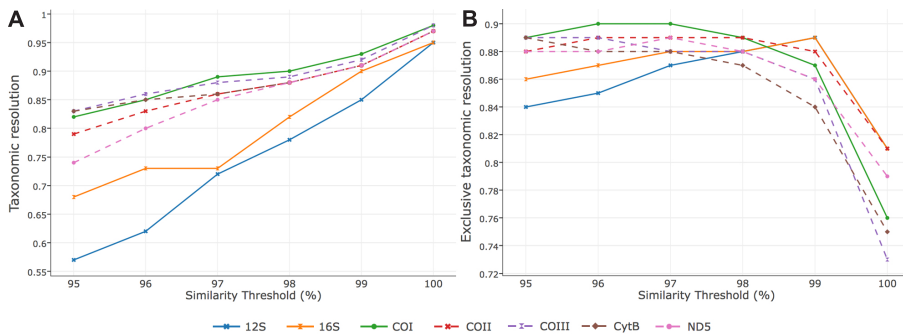 A
Taxonomic resolution
1
0.95
0.9
0.85
0.8
0.75
0.7
0.65
0.6
0.55
95 96 97 98 99 100
Similarity Threshold (%)
B
Exclusive taxonomic resolution
0.9
0.88
0.86
0.84
0.82
0.8
0.78
0.76
0.74
0.72
95 96 97 98 99 100
Similarity Threshold (%)
12S 16S COI COII COIII CytB ND5